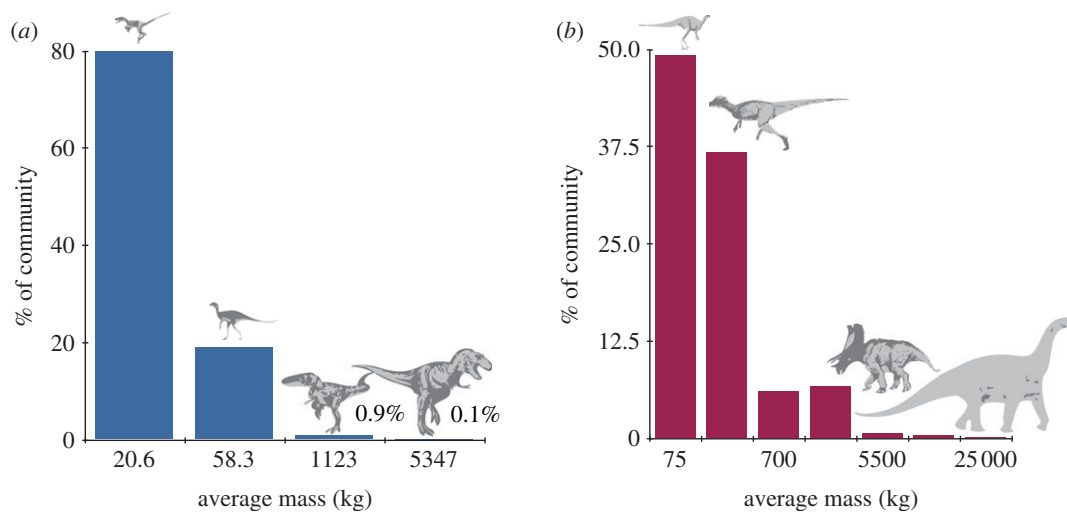 (a)
% of community
80
60
40
20
0
0.9%
0.1%
20.6 58.3 1123 5347
average mass (kg)
(b)
% of community
50.0
37.5
25.0
12.5
0
75 700 5500 25 000
average mass (kg)